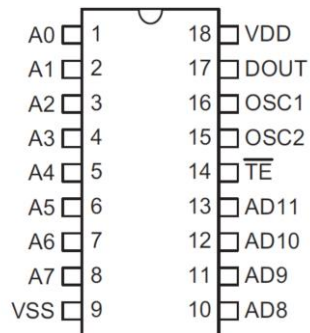 A0 1 18 VDD
A1 2 17 DOUT
A2 3 16 OSC1
A3 4 15 OSC2
A4 5 14 T̅E̅
A5 6 13 AD11
A6 7 12 AD10
A7 8 11 AD9
VSS 9 10 AD8